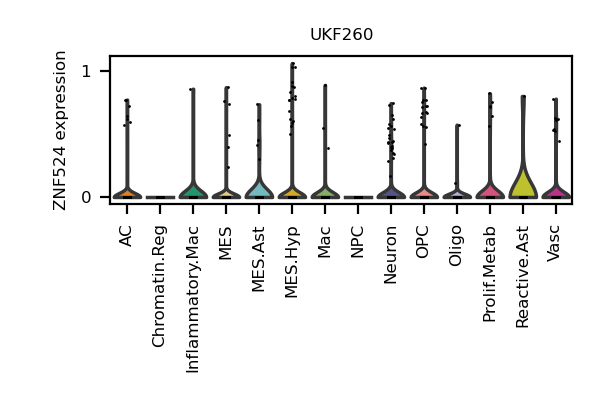 UKF260
ZNF524 expression
1
0
AC
Chromatin.Reg
Inflammatory.Mac
MES
MES.Ast
MES.Hyp
Mac
NPC
Neuron
OPC
Oligo
Prolif.Metab
Reactive.Ast
Vasc